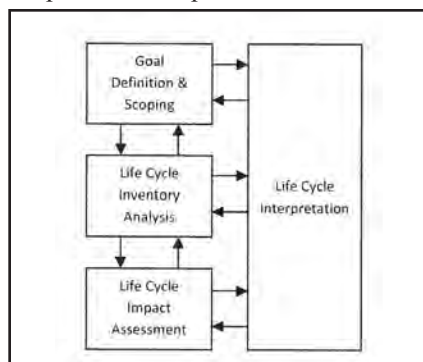 Goal
Definition &
Scoping
Life Cycle
Inventory
Analysis
Life Cycle
Impact
Assessment
Life Cycle
Interpretation